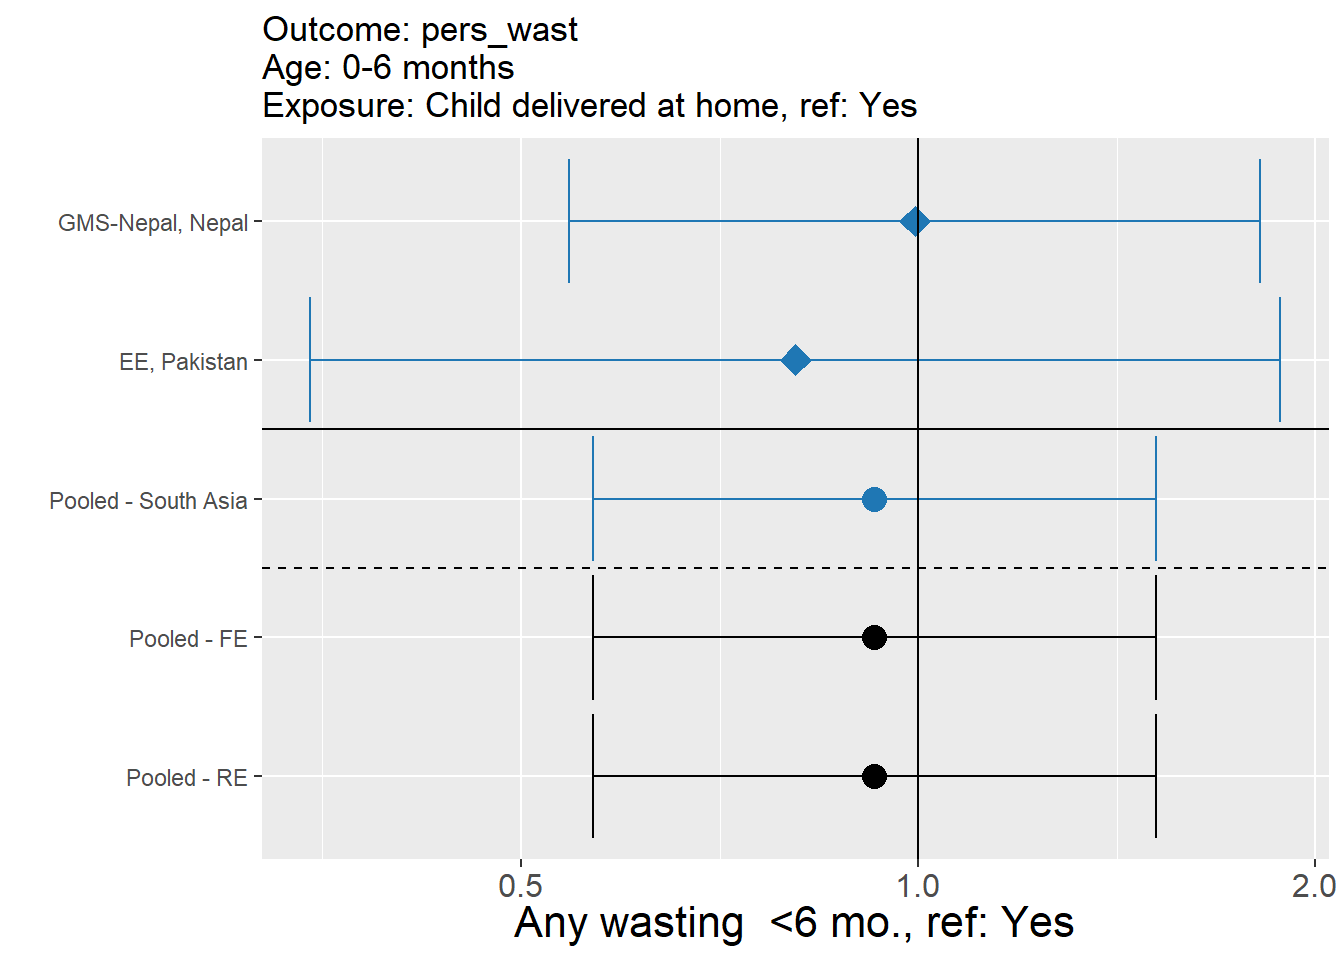 Outcome: pers_wast
Age: 0-6 months
Exposure: Child delivered at home, ref: Yes
GMS-Nepal, Nepal
EE, Pakistan
Pooled - South Asia
Pooled - FE
Pooled - RE
0.5 1.0 2.0
Any wasting  <6 mo., ref: Yes